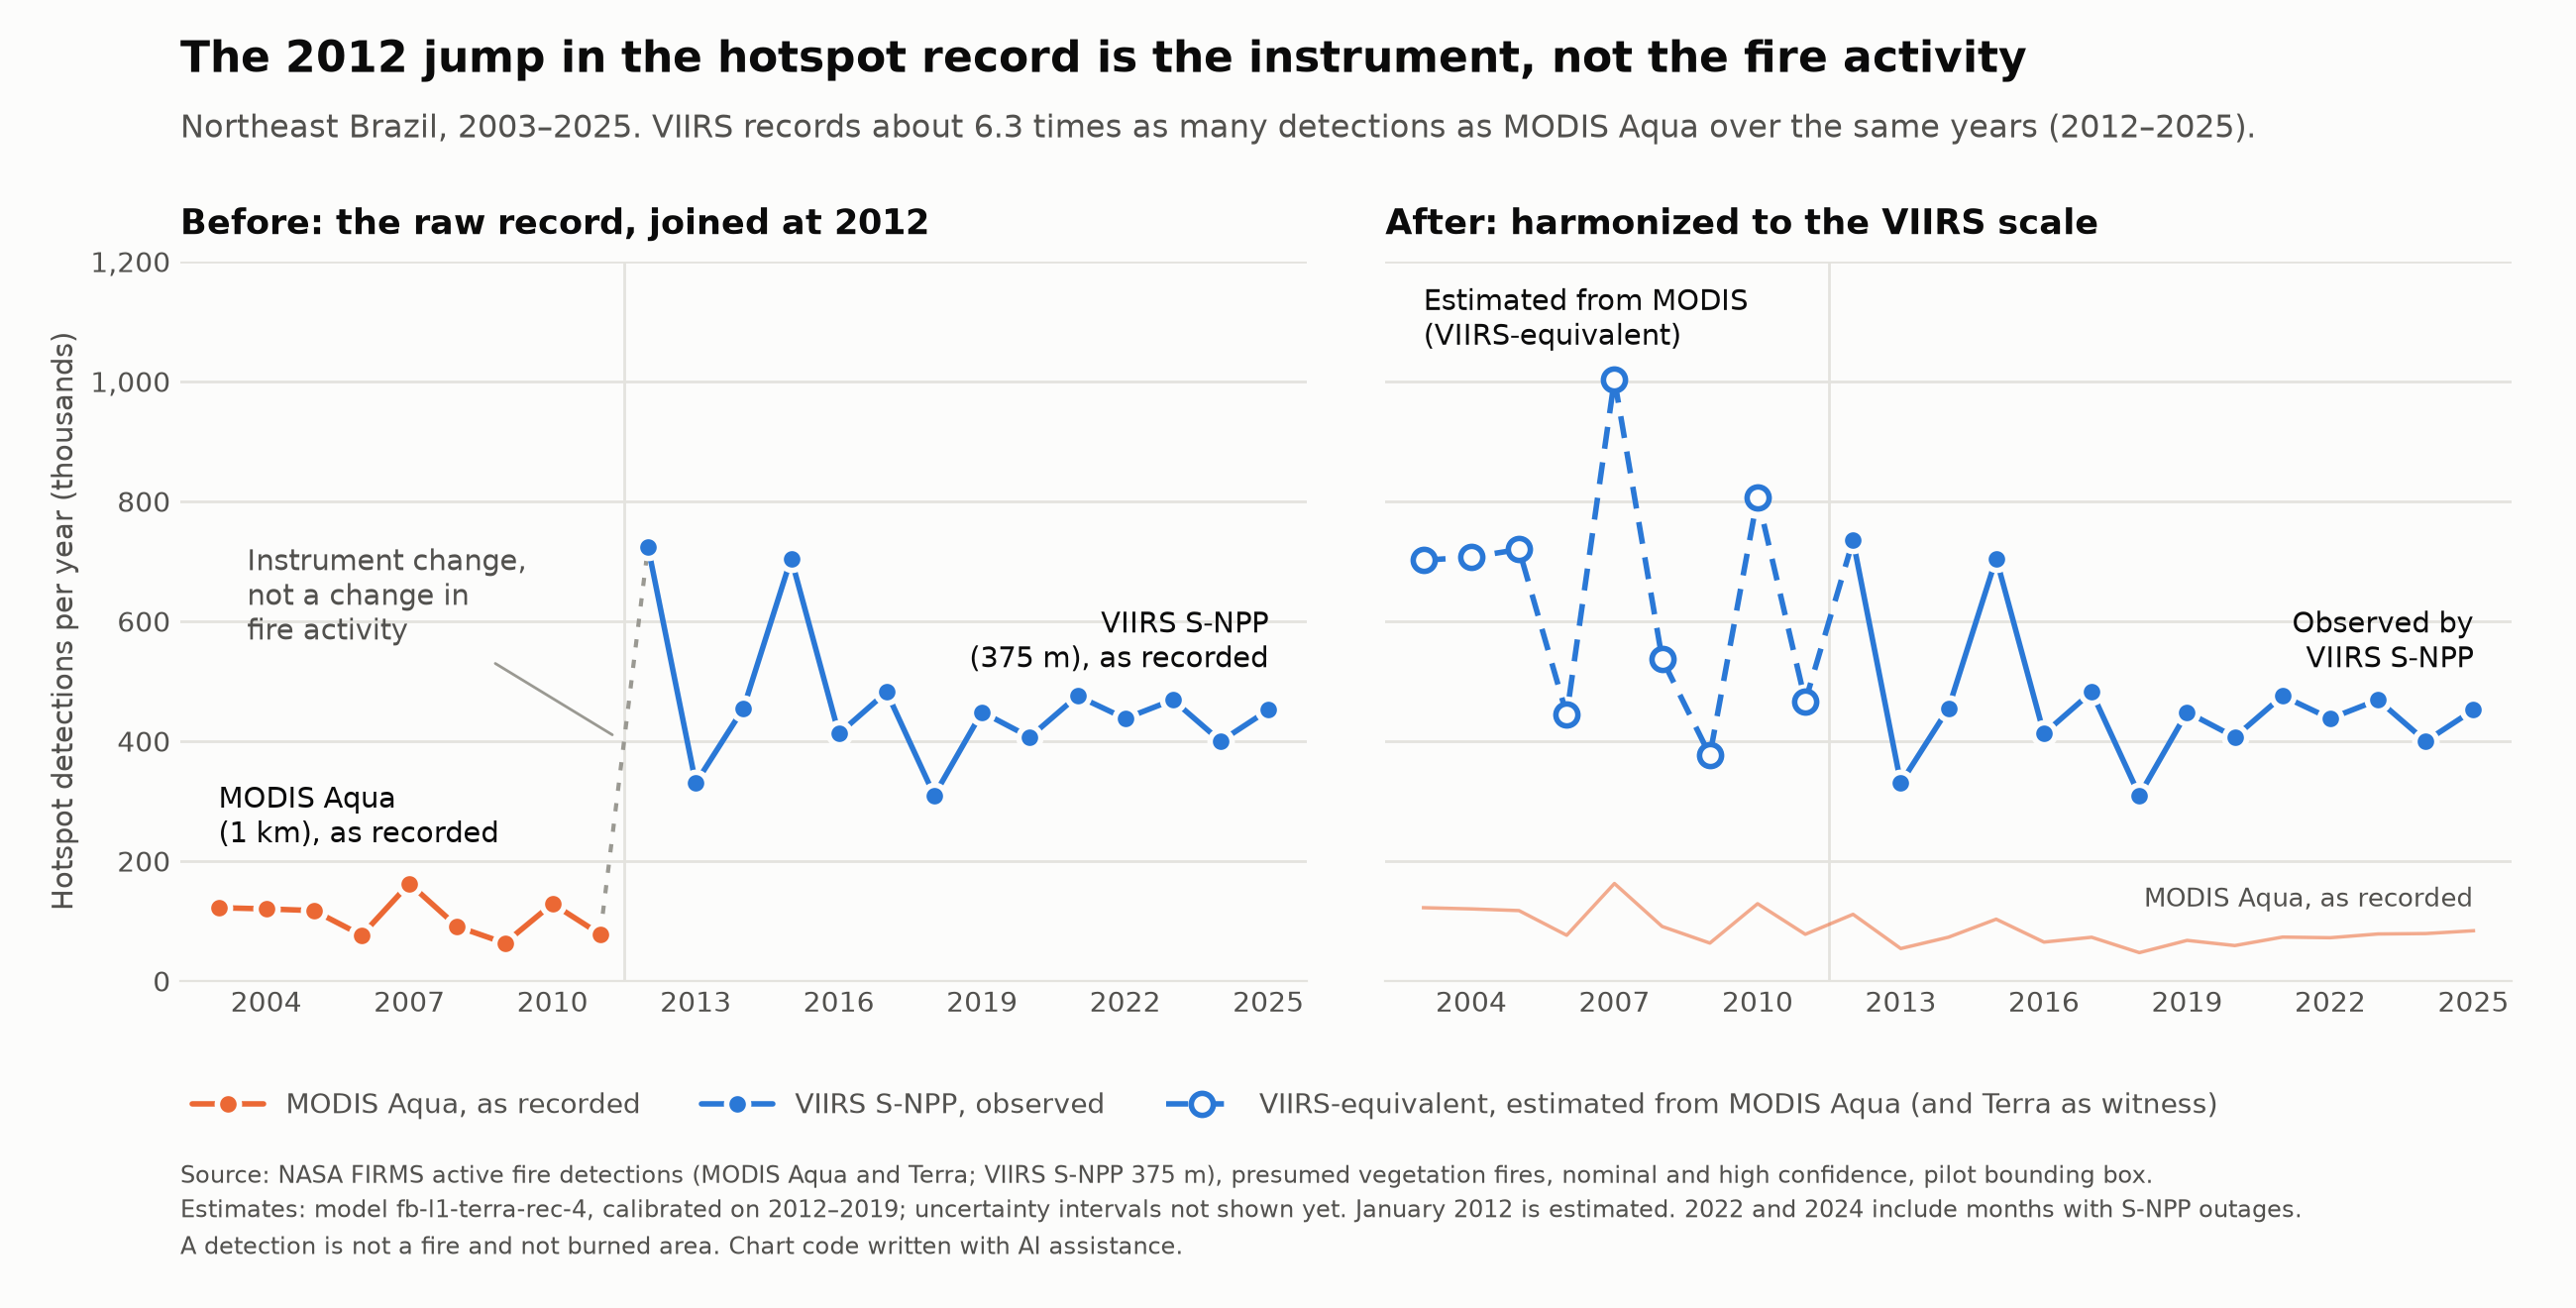 The 2012 jump in the hotspot record is the instrument, not the fire activity
Northeast Brazil, 2003–2025. VIIRS records about 6.3 times as many detections as MODIS Aqua over the same years (2012–2025).
Before: the raw record, joined at 2012
Hotspot detections per year (thousands)
1,200
1,000
800
600
400
200
0
Instrument change,
not a change in
fire activity
VIIRS S-NPP
(375 m), as recorded
MODIS Aqua
(1 km), as recorded
2004 2007 2010 2013 2016 2019 2022 2025
After: harmonized to the VIIRS scale
Estimated from MODIS
(VIIRS-equivalent)
Observed by
VIIRS S-NPP
MODIS Aqua, as recorded
2004 2007 2010 2013 2016 2019 2022 2025
MODIS Aqua, as recorded
VIIRS S-NPP, observed
VIIRS-equivalent, estimated from MODIS Aqua (and Terra as witness)
Source: NASA FIRMS active fire detections (MODIS Aqua and Terra; VIIRS S-NPP 375 m), presumed vegetation fires, nominal and high confidence, pilot bounding box.
Estimates: model fb-l1-terra-rec-4, calibrated on 2012–2019; uncertainty intervals not shown yet. January 2012 is estimated. 2022 and 2024 include months with S-NPP outages.
A detection is not a fire and not burned area. Chart code written with AI assistance.